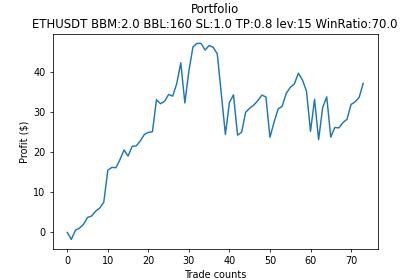 Portfolio
ETHUSDT BBM:2.0 BBL:160 SL:1.0 TP:0.8 lev:15 WinRatio:70.0
40
30
20
10
0
Profit ($)
0 10 20 30 40 50 60 70
Trade counts